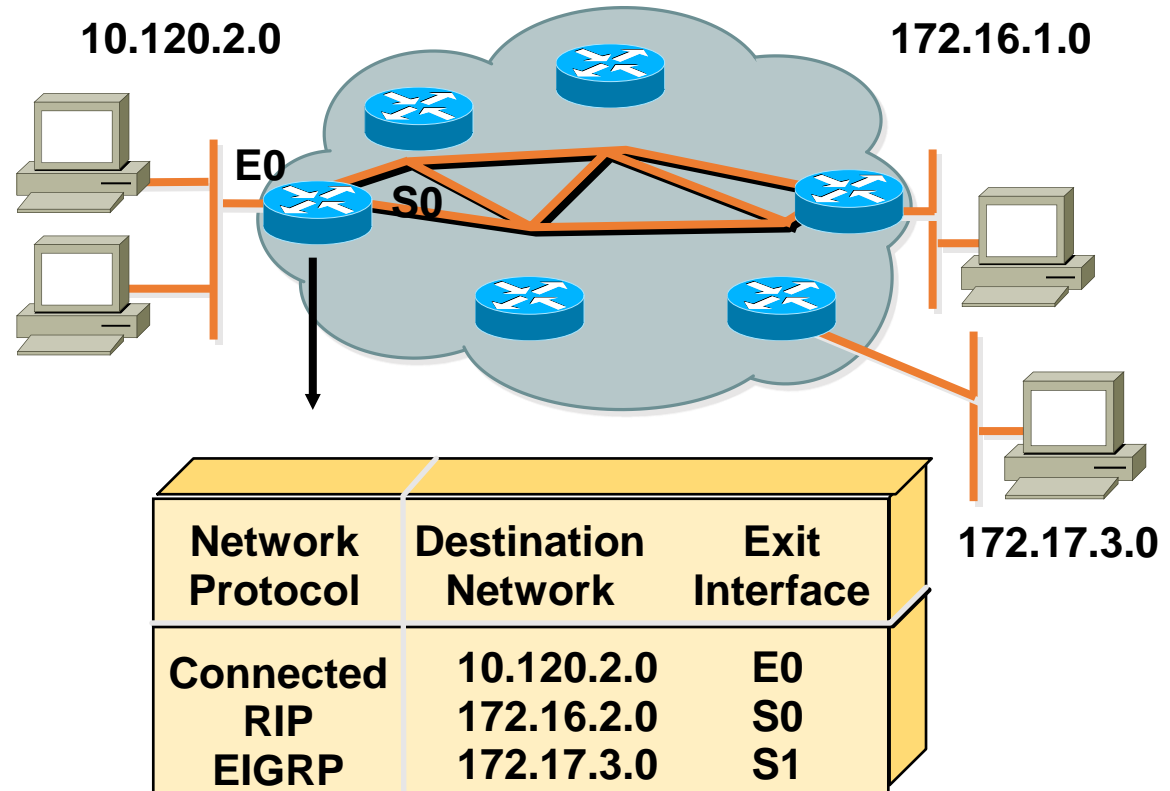 10.120.2.0
172.16.1.0
E0
S0
172.17.3.0
Network Protocol Destination Network Exit Interface
Connected 10.120.2.0 E0
RIP 172.16.2.0 S0
EIGRP 172.17.3.0 S1